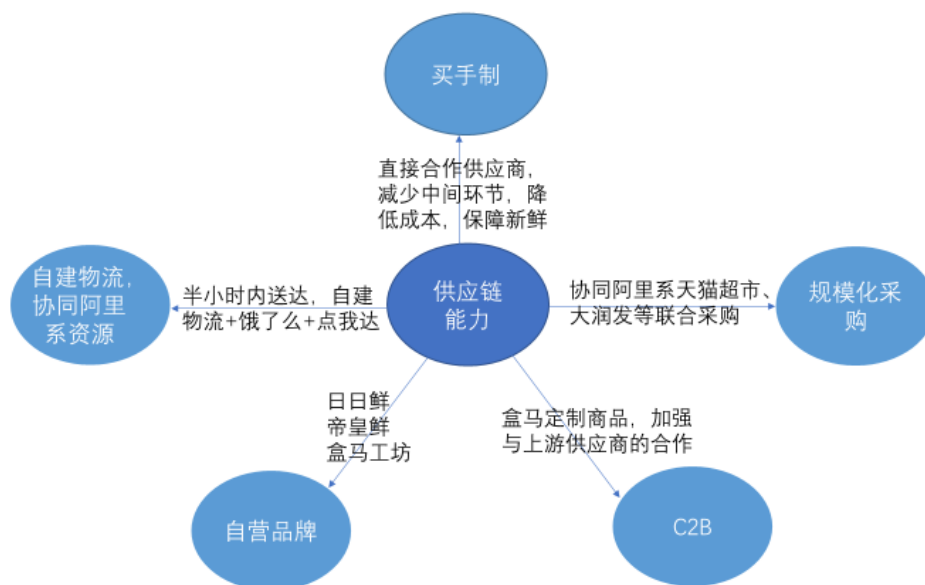 买手制
直接合作供应商，
减少中间环节，降
低成本，保障新鲜
自建物流，
协同阿里
系资源
半小时内送达，自建
物流+饿了么+点我达
供应链
能力
协同阿里系天猫超市、
大润发等联合采购
规模化采
购
日日鲜
帝皇鲜
盒马工坊
盒马定制商品，加强
与上游供应商的合作
自营品牌
C2B